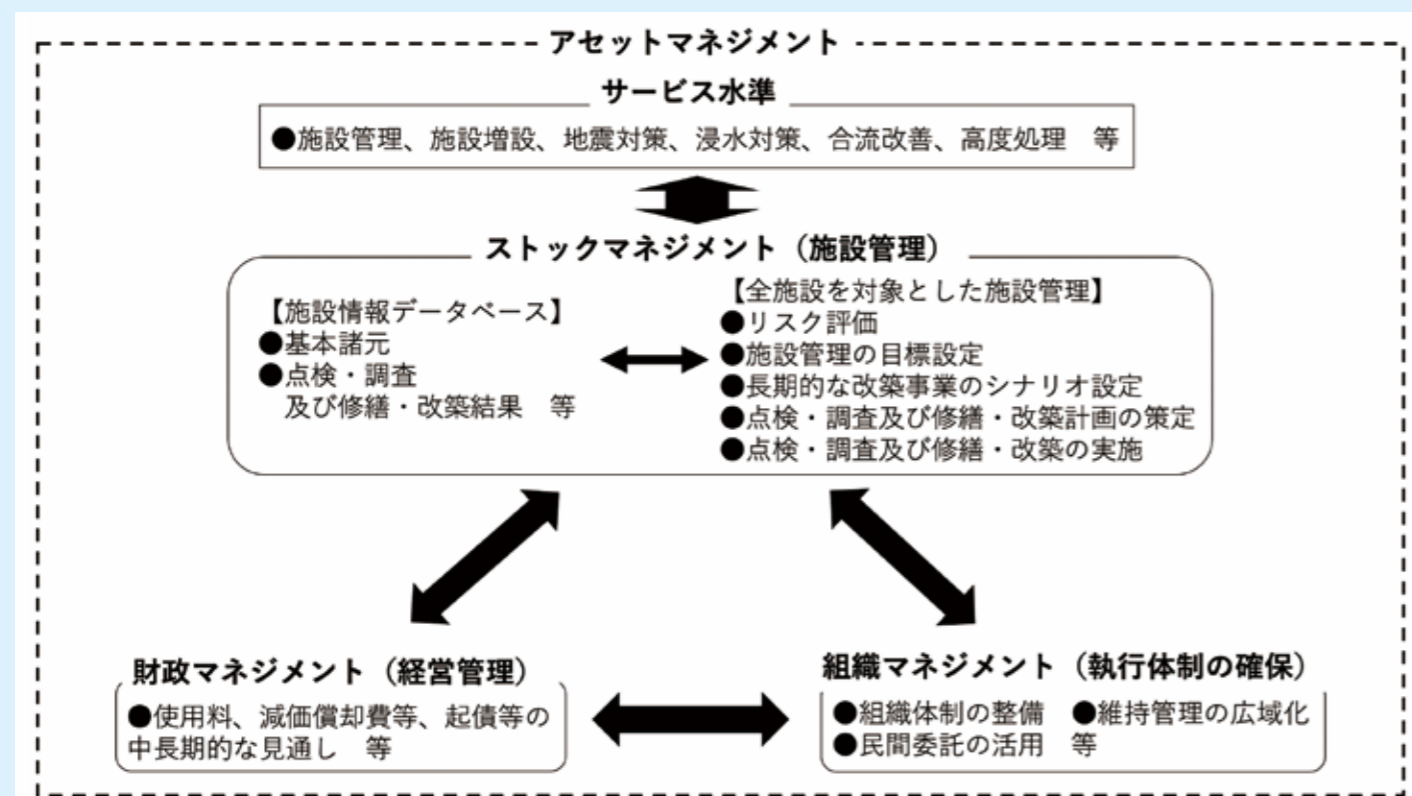 アセットマネジメント
サービス水準
●施設管理、施設増設、地震対策、浸水対策、合流改善、高度処理　等
ストックマネジメント（施設管理）
【施設情報データベース】
●基本諸元
●点検・調査
及び修繕・改築結果　等
【全施設を対象とした施設管理】
●リスク評価
●施設管理の目標設定
●長期的な改築事業のシナリオ設定
●点検・調査及び修繕・改築計画の策定
●点検・調査及び修繕・改築の実施
財政マネジメント（経営管理）
●使用料、減価償却費等、起債等の
中長期的な見通し　等
組織マネジメント（執行体制の確保）
●組織体制の整備　●維持管理の広域化
●民間委託の活用　等